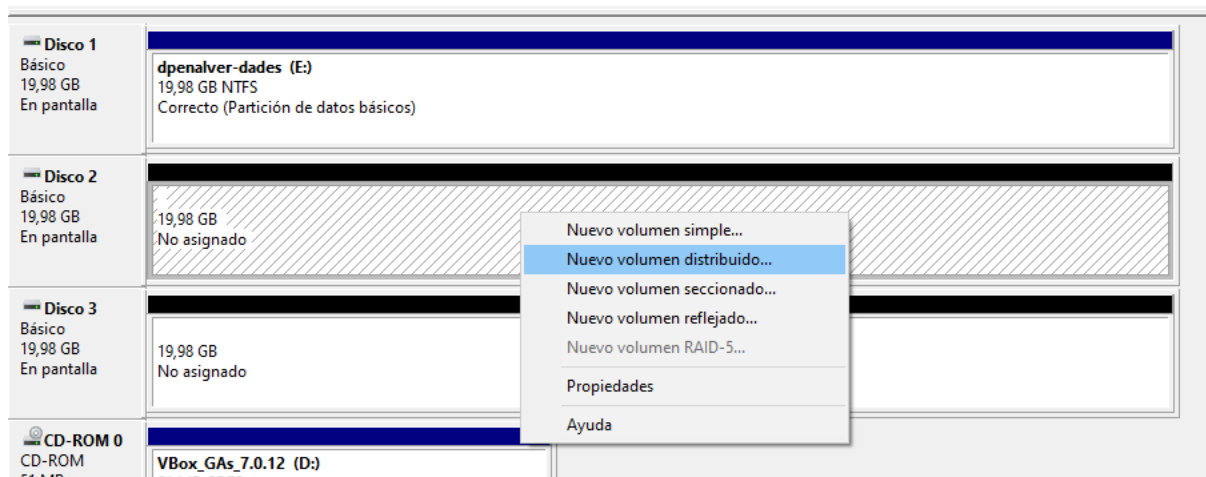 Disco 1
Básico
19,98 GB
En pantalla
dpenalver-dades (E:)
19,98 GB NTFS
Correcto (Partición de datos básicos)
Disco 2
Básico
19,98 GB
En pantalla
19,98 GB
No asignado
Nuevo volumen simple...
Nuevo volumen distribuido...
Nuevo volumen seccionado...
Nuevo volumen reflejado...
Nuevo volumen RAID-5...
Propiedades
Ayuda
Disco 3
Básico
19,98 GB
En pantalla
19,98 GB
No asignado
CD-ROM 0
CD-ROM
VBox_GAs_7.0.12 (D:)